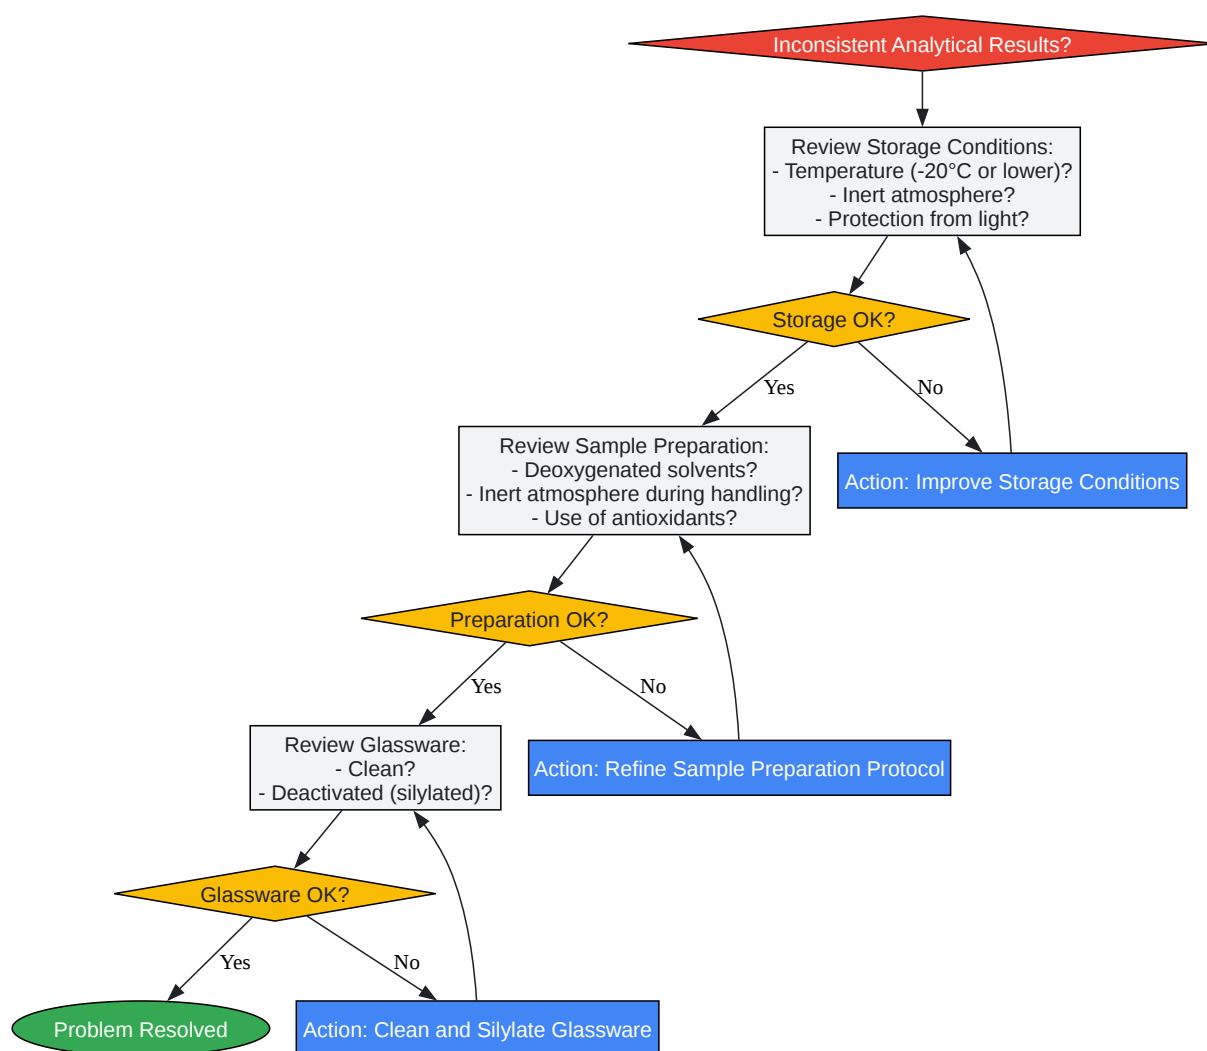 Inconsistent Analytical Results?
Review Storage Conditions:
- Temperature (-20°C or lower)?
- Inert atmosphere?
- Protection from light?
Storage OK?
Yes
No
Review Sample Preparation:
- Deoxygenated solvents?
- Inert atmosphere during handling?
- Use of antioxidants?
Action: Improve Storage Conditions
Preparation OK?
Yes
No
Review Glassware:
- Clean?
- Deactivated (silylated)?
Action: Refine Sample Preparation Protocol
Glassware OK?
Yes
No
Problem Resolved
Action: Clean and Silylate Glassware